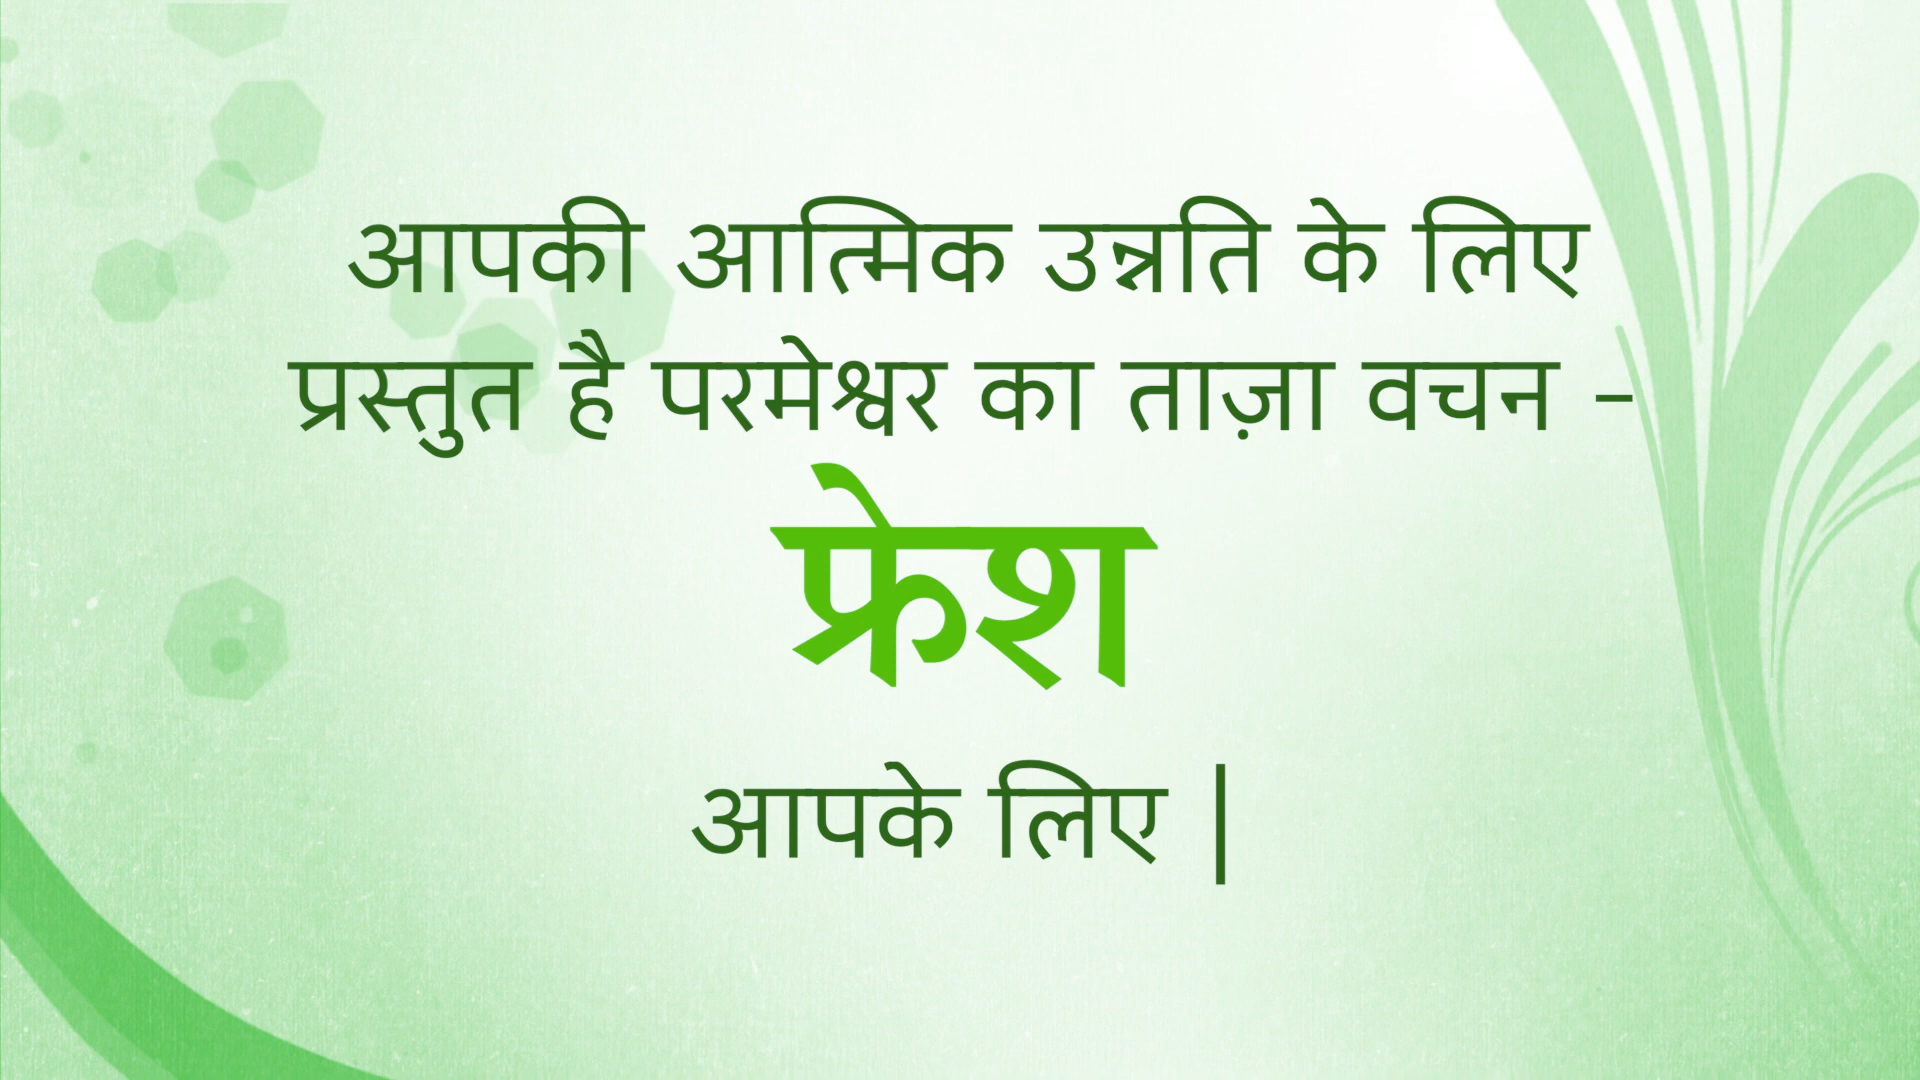 आपकी आत्मिक उन्नति के लिए
प्रस्तुत है परमेश्वर का ताज़ा वचन -
फ्रेश
आपके लिए |